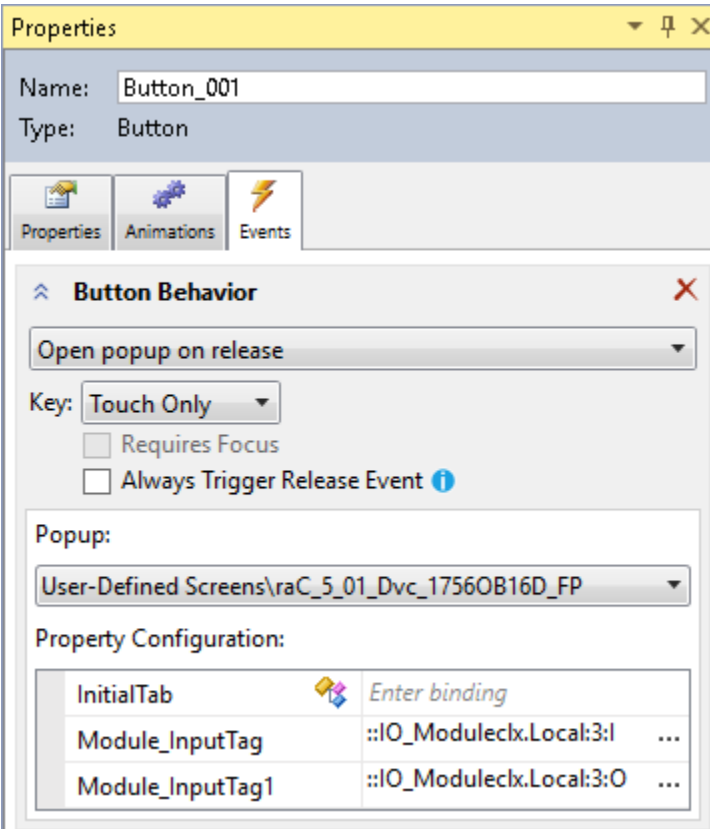 Properties
Name: Button_001
Type: Button
Properties Animations Events
Button Behavior
Open popup on release
Key: Touch Only
Requires Focus
Always Trigger Release Event
Popup:
User-Defined Screens\raC_5_01_Dvc_1756OB16D_FP
Property Configuration:
InitialTab Enter binding
Module_InputTag ::IO_Moduleclx.Local:3:I ...
Module_InputTag1 ::IO_Moduleclx.Local:3:O ...